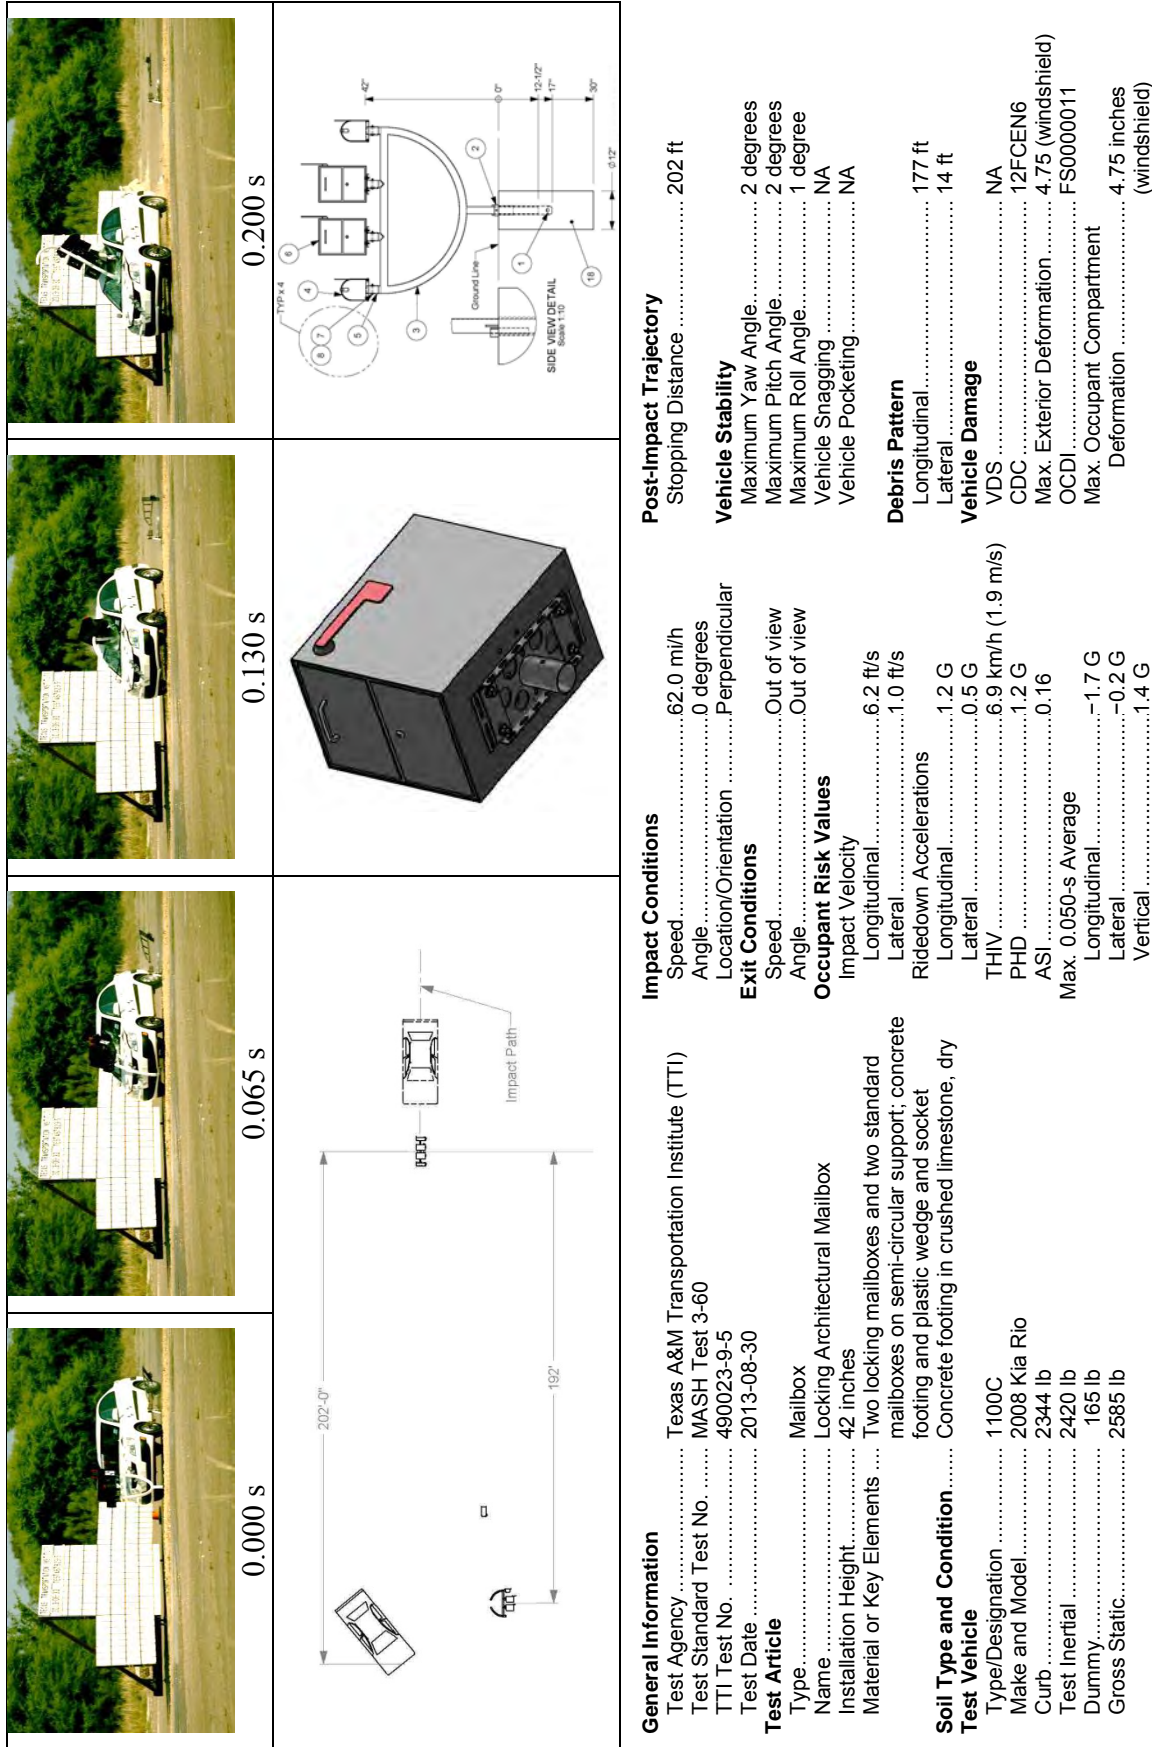 0.000 s
0.065 s
0.130 s
0.200 s
202'-0"
192'
Impact Path
TYP x 4
42"
0"
12-1/2"
17"
30"
Ø12"
Ground Line
SIDE VIEW DETAIL
Scale 1:10
1
2
3
4
5
6
7
8
18
General Information
Test Agency .................... Texas A&M Transportation Institute (TTI)
Test Standard Test No. ....... MASH Test 3-60
TTI Test No. .................... 490023-9-5
Test Date ....................... 2013-08-30
Test Article
Type ............................. Mailbox
Name ............................ Locking Architectural Mailbox
Installation Height ............. 42 inches
Material or Key Elements .... Two locking mailboxes and two standard
mailboxes on semi-circular support; concrete
footing and plastic wedge and socket
Soil Type and Condition ....... Concrete footing in crushed limestone, dry
Test Vehicle
Type/Designation .............. 1100C
Make and Model ................ 2008 Kia Rio
Curb .............................. 2344 lb
Test Inertial ..................... 2420 lb
Dummy ........................... 165 lb
Gross Static ..................... 2585 lb
Impact Conditions
Speed ............................ 62.0 mi/h
Angle ............................. 0 degrees
Location/Orientation .......... Perpendicular
Exit Conditions
Speed ............................ Out of view
Angle ............................. Out of view
Occupant Risk Values
Impact Velocity
Longitudinal ..................... 6.2 ft/s
Lateral ............................ 1.0 ft/s
Ridedown Accelerations
Longitudinal ..................... 1.2 G
Lateral ............................ 0.5 G
THIV .............................. 6.9 km/h (1.9 m/s)
PHD ............................... 1.2 G
ASI ................................ 0.16
Max. 0.050-s Average
Longitudinal ..................... −1.7 G
Lateral ............................ −0.2 G
Vertical ........................... 1.4 G
Post-Impact Trajectory
Stopping Distance .............. 202 ft
Vehicle Stability
Maximum Yaw Angle .......... 2 degrees
Maximum Pitch Angle ......... 2 degrees
Maximum Roll Angle .......... 1 degree
Vehicle Snagging .............. NA
Vehicle Pocketing .............. NA
Debris Pattern
Longitudinal ..................... 177 ft
Lateral ............................ 14 ft
Vehicle Damage
VDS ............................... NA
CDC ............................... 12FCEN6
Max. Exterior Deformation .... 4.75 (windshield)
OCDI .............................. FS0000011
Max. Occupant Compartment
Deformation ..................... 4.75 inches
(windshield)